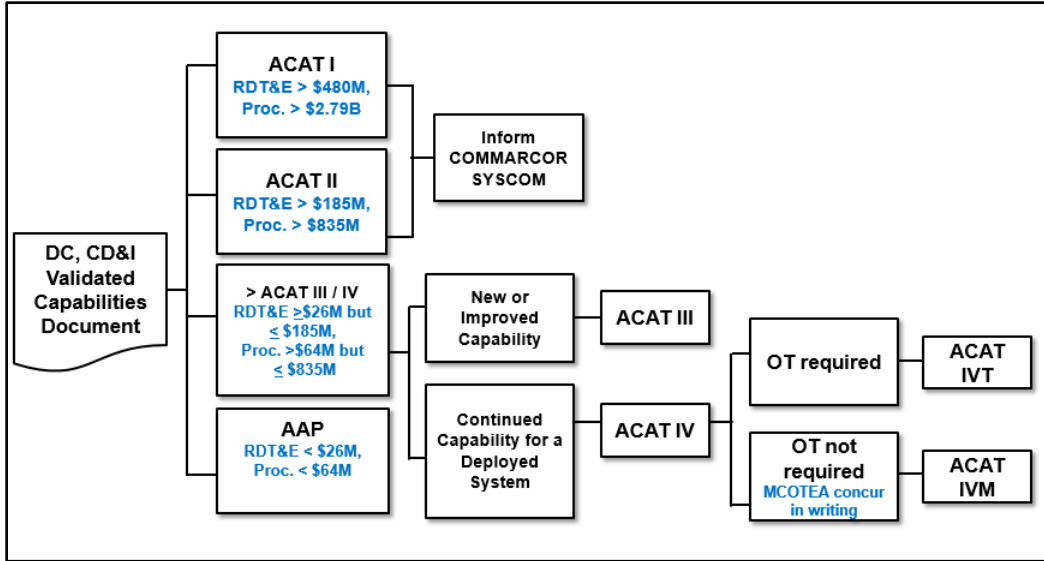 DC, CD&I
Validated
Capabilities
Document
ACAT I
RDT&E > $480M,
Proc. > $2.79B
ACAT II
RDT&E > $185M,
Proc. > $835M
Inform
COMMARCOR
SYSCOM
> ACAT III / IV
RDT&E ≥$26M but
≤ $185M,
Proc. >$64M but
≤ $835M
AAP
RDT&E < $26M,
Proc. < $64M
New or
Improved
Capability
ACAT III
Continued
Capability for a
Deployed
System
ACAT IV
OT required
ACAT
IVT
OT not
required
MCOTEA concur
in writing
ACAT
IVM